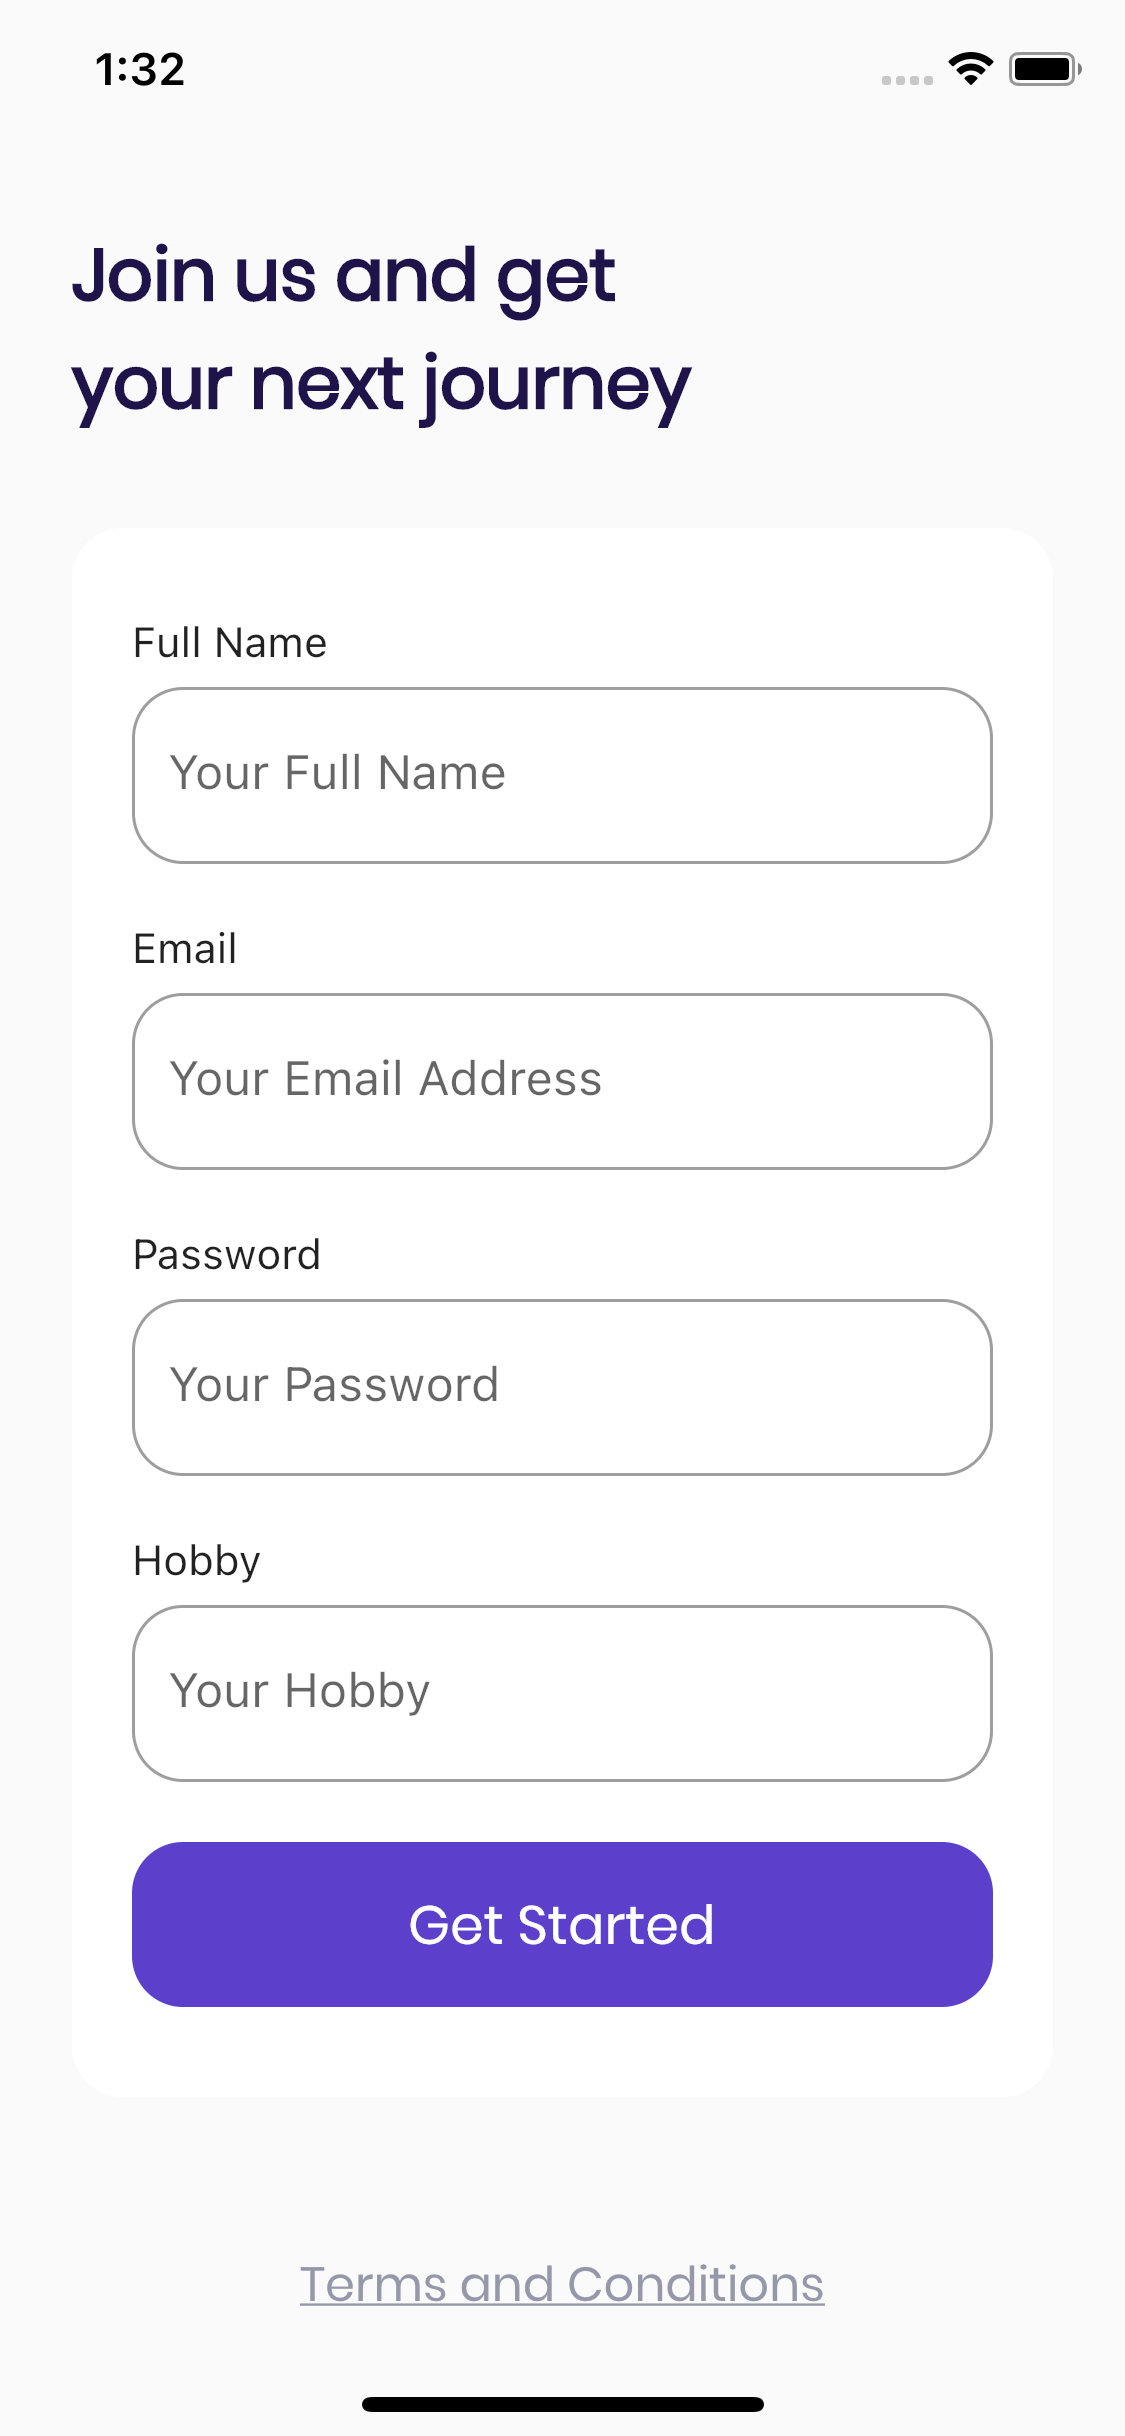 1:32
Join us and get
your next journey
Full Name
Your Full Name
Email
Your Email Address
Password
Your Password
Hobby
Your Hobby
Get Started
Terms and Conditions